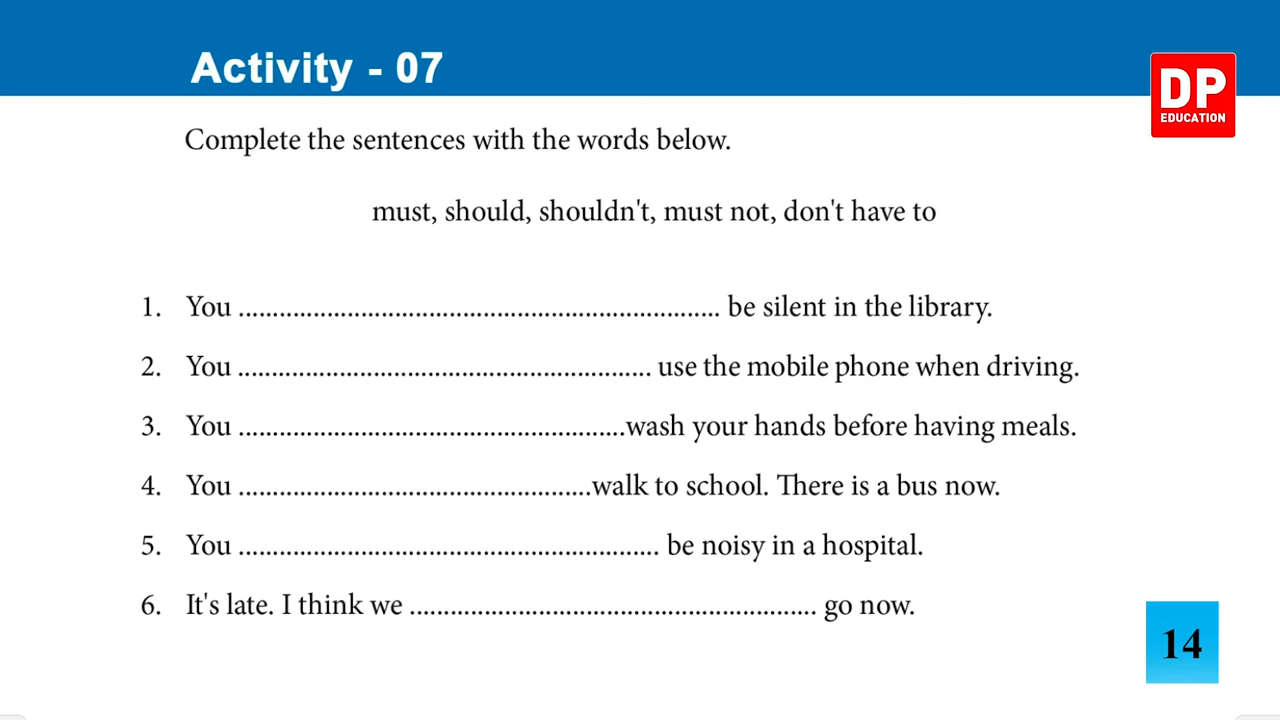 Activity - 07
DP
EDUCATION
Complete the sentences with the words below.
must, should, shouldn't, must not, don't have to
1. You ....................................................................... be silent in the library.
2. You ............................................................. use the mobile phone when driving.
3. You .........................................................wash your hands before having meals.
4. You ....................................................walk to school. There is a bus now.
5. You .............................................................. be noisy in a hospital.
6. It's late. I think we ............................................................ go now.
14